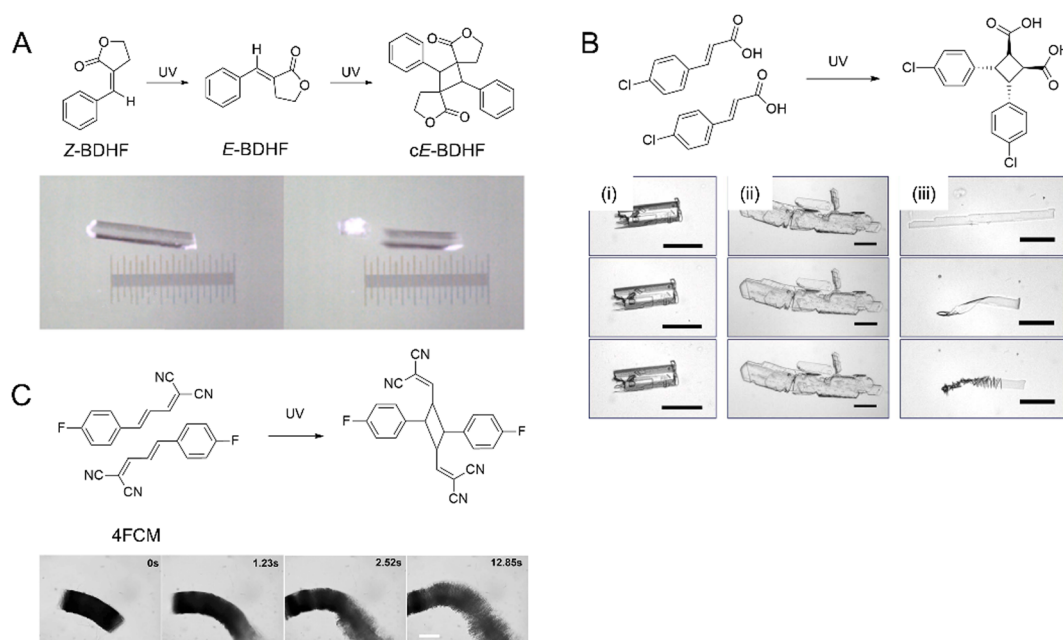 A
O
O
H
UV
H
O
O
UV
O
O
O
O
Z-BDHF
E-BDHF
cE-BDHF
B
O
OH
Cl
O
OH
Cl
UV
O
OH
OH
O
Cl
Cl
(i)
(ii)
(iii)
C
CN
CN
F
F
NC
CN
UV
CN
NC
F
F
CN
CN
4FCM
0s
1.23s
2.52s
12.85s